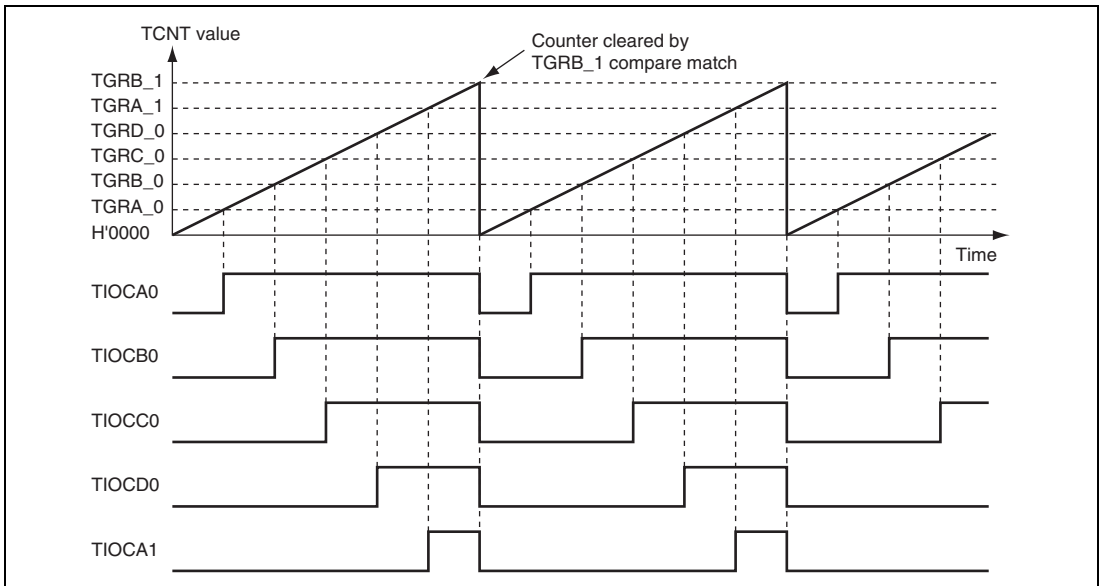 TCNT value
Counter cleared by
TGRB_1 compare match
TGRB_1
TGRA_1
TGRD_0
TGRC_0
TGRB_0
TGRA_0
H'0000
Time
TIOCA0
TIOCB0
TIOCC0
TIOCD0
TIOCA1